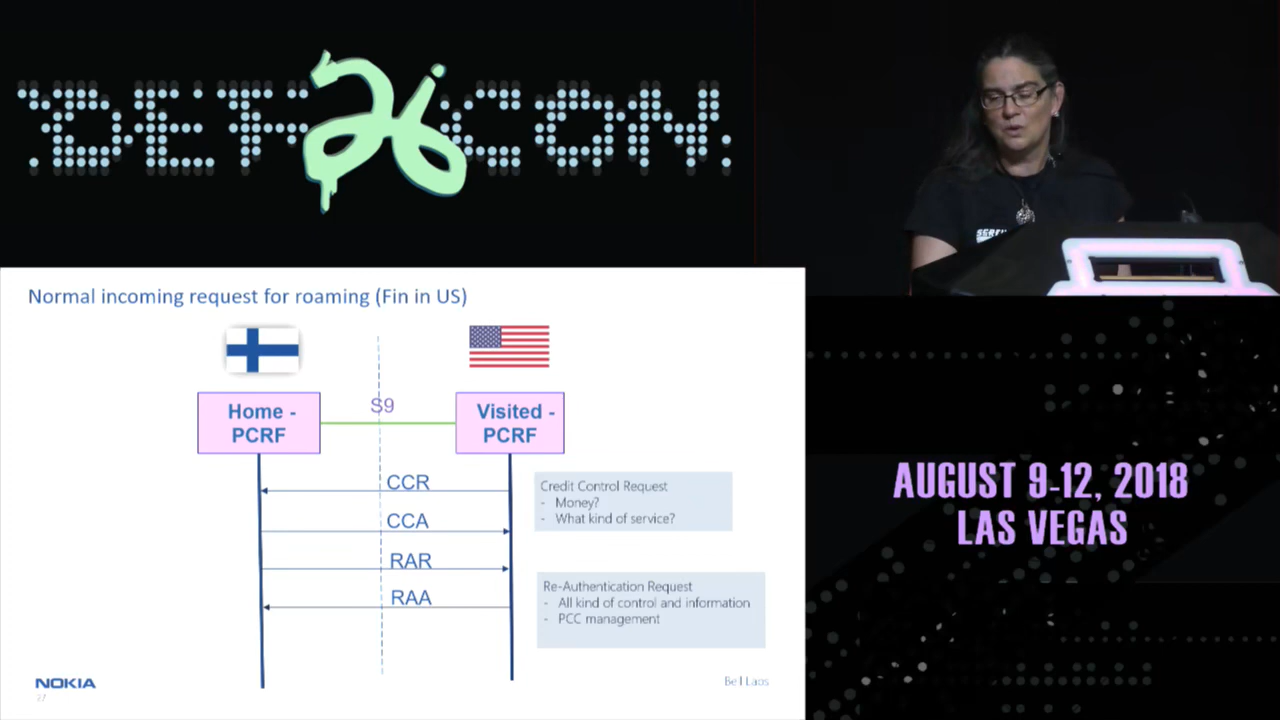 DEF 26 CON
Normal incoming request for roaming (Fin in US)
Home -
PCRF
S9
Visited -
PCRF
CCR
CCA
RAR
RAA
Credit Control Request
- Money?
- What kind of service?
Re-Authentication Request
- All kind of control and information
- PCC management
NOKIA
27
Bell Labs
AUGUST 9-12, 2018
LAS VEGAS